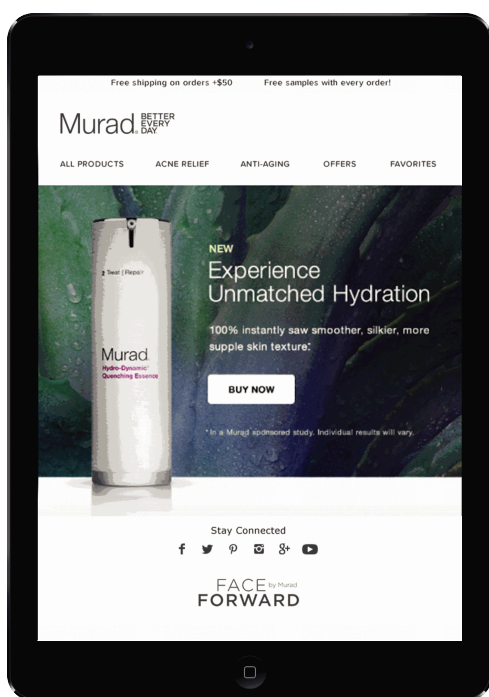 Free shipping on orders +$50 Free samples with every order!
Murad. BETTER EVERY DAY.
ALL PRODUCTS ACNE RELIEF ANTI-AGING OFFERS FAVORITES
NEW
Experience
Unmatched Hydration
100% instantly saw smoother, silkier, more
supple skin texture.*
BUY NOW
*In a Murad sponsored study. Individual results will vary.
2 Treat | Repair
Murad.
Hydro-Dynamic®
Quenching Essence
Stay Connected
FACE by Murad
FORWARD